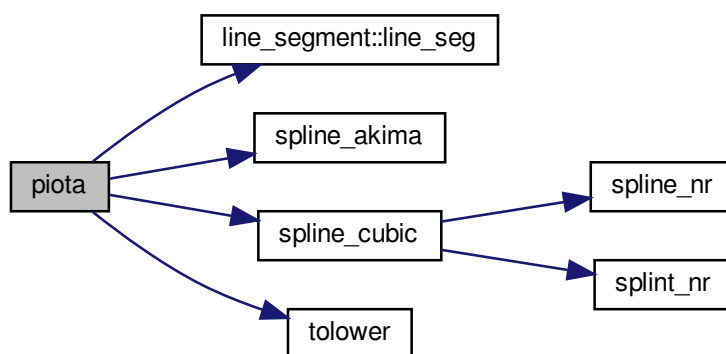 line_segment::line_seg
spline_akima
piota
spline_nr
spline_cubic
splint_nr
tolower